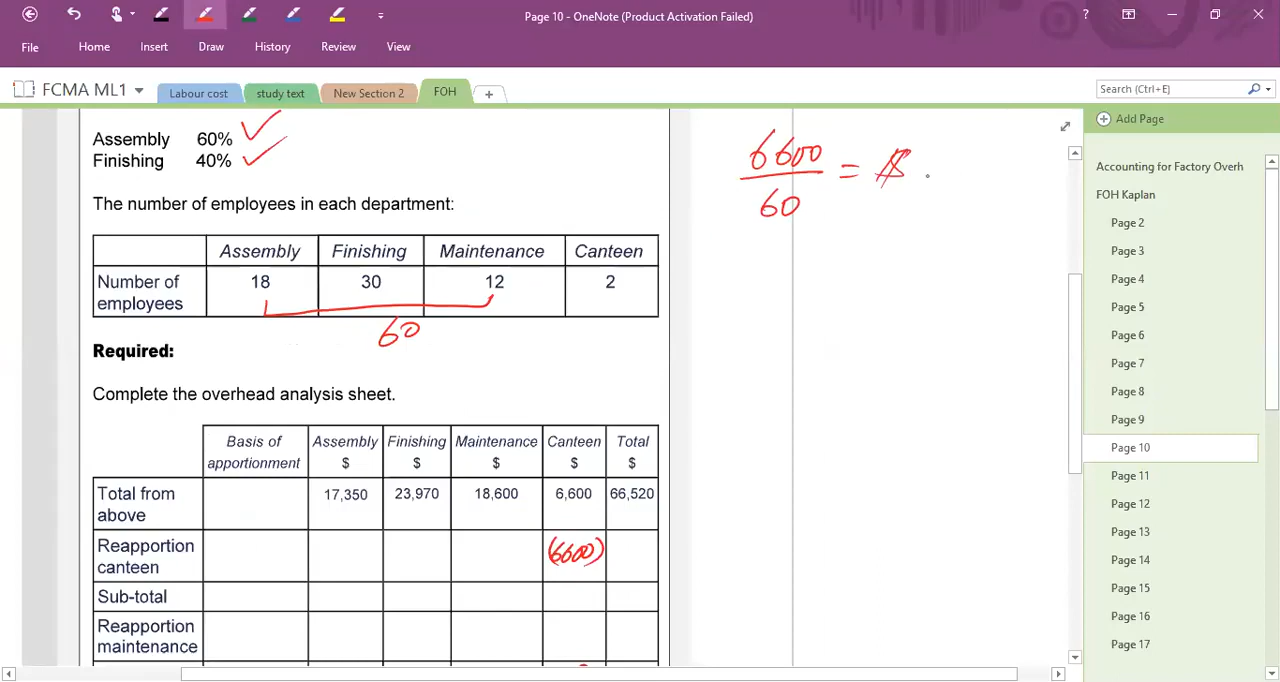 Page 10 - OneNote (Product Activation Failed)
?
File Home Insert Draw History Review View
FCMA ML1 Labour cost study text New Section 2 FOH +
Search (Ctrl+E)
Add Page
Assembly 60%
Finishing 40%
The number of employees in each department:
Assembly Finishing Maintenance Canteen
Number of employees 18 30 12 2
60
Required:
Complete the overhead analysis sheet.
Basis of apportionment Assembly $ Finishing $ Maintenance $ Canteen $ Total $
Total from above 17,350 23,970 18,600 6,600 66,520
Reapportion canteen (6600)
Sub-total
Reapportion maintenance
6600
60
= $
Accounting for Factory Overh
FOH Kaplan
Page 2
Page 3
Page 4
Page 5
Page 6
Page 7
Page 8
Page 9
Page 10
Page 11
Page 12
Page 13
Page 14
Page 15
Page 16
Page 17